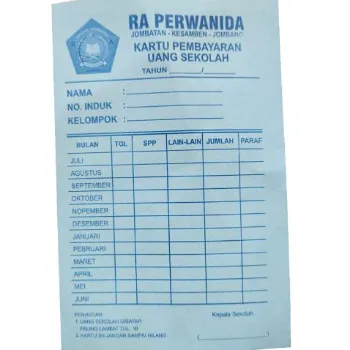 RA PERWANIDA
JOMBATAN - KESAMBEN - JOMBANG
KARTU PEMBAYARAN
UANG SEKOLAH
TAHUN ______/______
NAMA :
NO. INDUK :
KELOMPOK :
BULAN TGL SPP LAIN-LAIN JUMLAH PARAF
JULI
AGUSTUS
SEPTEMBER
OKTOBER
NOPEMBER
DESEMBER
JANUARI
PEBRUARI
MARET
APRIL
MEI
JUNI
Kepala Sekolah
1. UANG SEKOLAH DIBAYAR
PALING LAMBAT TGL. 10
2. KARTU INI JANGAN SAMPAI HILANG
(                    )